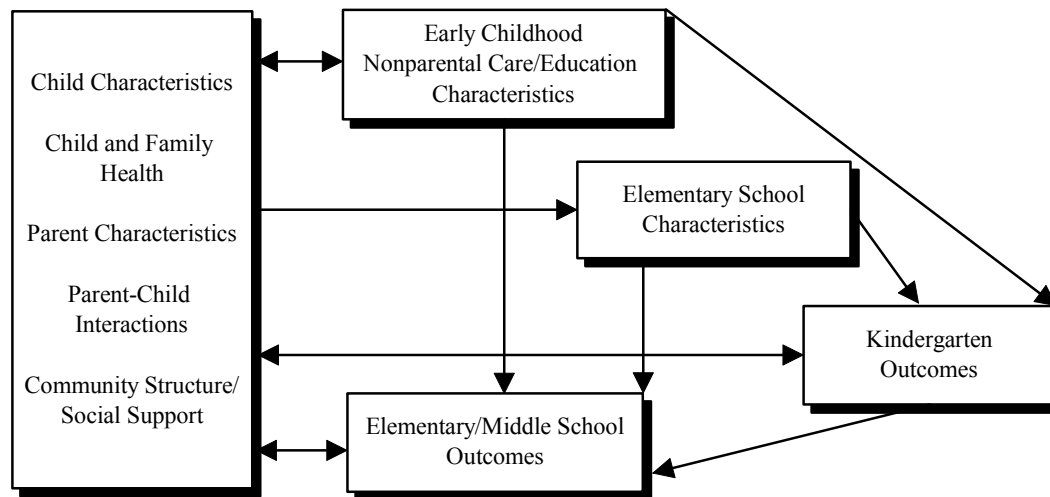 Child Characteristics
Child and Family
Health
Parent Characteristics
Parent-Child
Interactions
Community Structure/
Social Support
Early Childhood
Nonparental Care/Education
Characteristics
Elementary School
Characteristics
Kindergarten
Outcomes
Elementary/Middle School
Outcomes